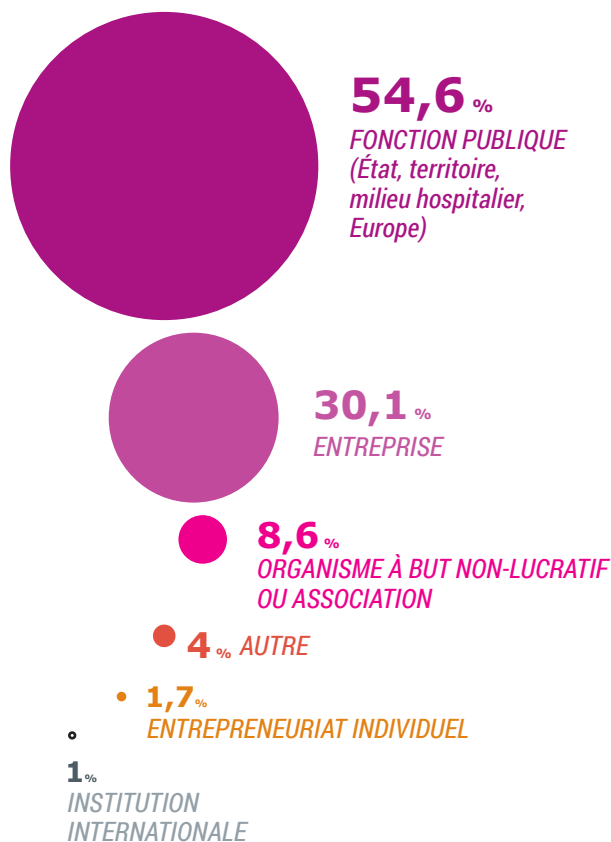 54,6 %
FONCTION PUBLIQUE
(État, territoire,
milieu hospitalier,
Europe)
30,1 %
ENTREPRISE
8,6 %
ORGANISME À BUT NON-LUCRATIF
OU ASSOCIATION
4 % AUTRE
1,7 %
ENTREPRENEURIAT INDIVIDUEL
1 %
INSTITUTION
INTERNATIONALE